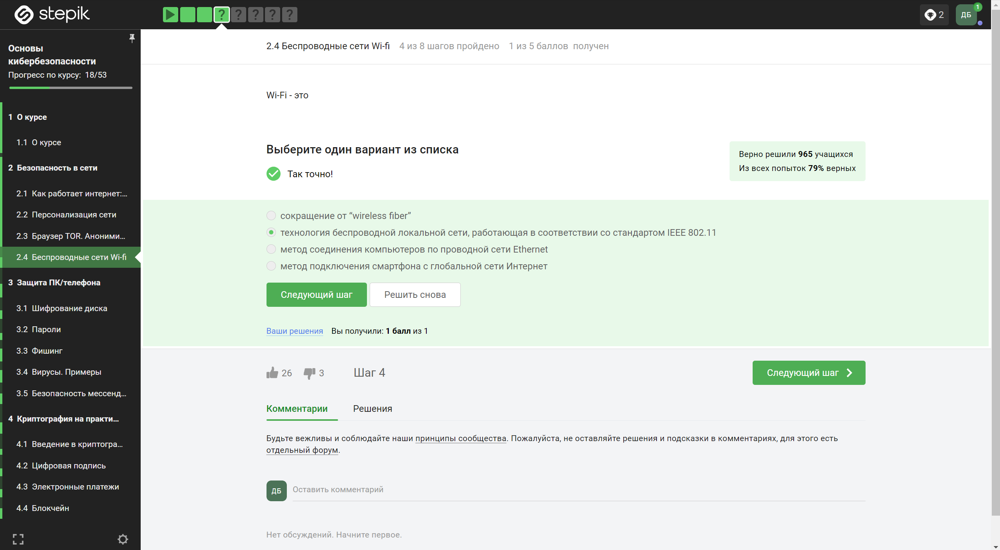 stepik
? ? ? ? ?
2
ДБ
1
Основы
кибербезопасности
Прогресс по курсу: 18/53
1 О курсе
1.1 О курсе
2 Безопасность в сети
2.1 Как работает интернет:...
2.2 Персонализация сети
2.3 Браузер TOR. Аноними...
2.4 Беспроводные сети Wi-fi
3 Защита ПК/телефона
3.1 Шифрование диска
3.2 Пароли
3.3 Фишинг
3.4 Вирусы. Примеры
3.5 Безопасность мессенд...
4 Криптография на практи...
4.1 Введение в криптогра...
4.2 Цифровая подпись
4.3 Электронные платежи
4.4 Блокчейн
2.4 Беспроводные сети Wi-fi 4 из 8 шагов пройдено 1 из 5 баллов получен
Wi-Fi - это
Выберите один вариант из списка
Так точно!
Верно решили 965 учащихся
Из всех попыток 79% верных
сокращение от “wireless fiber”
технология беспроводной локальной сети, работающая в соответствии со стандартом IEEE 802.11
метод соединения компьютеров по проводной сети Ethernet
метод подключения смартфона с глобальной сети Интернет
Следующий шаг
Решить снова
Ваши решения Вы получили: 1 балл из 1
26 3 Шаг 4
Следующий шаг
Комментарии Решения
Будьте вежливы и соблюдайте наши принципы сообщества. Пожалуйста, не оставляйте решения и подсказки в комментариях, для этого есть
отдельный форум.
ДБ
Оставить комментарий
Нет обсуждений. Начните первое.